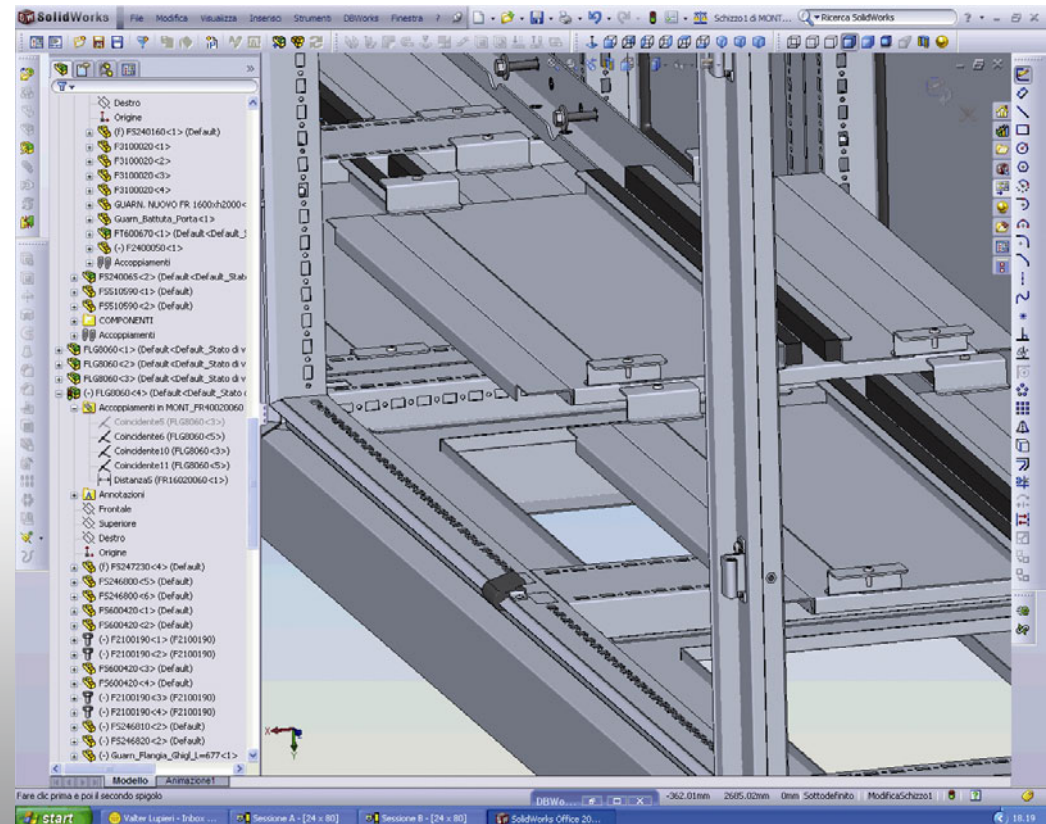 SolidWorks File Modifica Visualizza Inserisci Strumenti DBWorks Finestra ? Schizzo1 di MONT... Ricerca SolidWorks
Destro
Origine
(f) FS240160<1> (Default)
F3100020<1>
F3100020<2>
F3100020<3>
F3100020<4>
GUARN. NUOVO FR 1600xh2000<
Guarn_Battuta_Porta<1>
FT600670<1> (Default<Default_
(-) F2400050<1>
Accoppiamenti
FS240065<2> (Default<Default_Stat
FS510590<1> (Default)
FS510590<2> (Default)
COMPONENTI
Accoppiamenti
FLG8060<1> (Default<Default_Stato di v
FLG8060<2> (Default<Default_Stato di v
FLG8060<3> (Default<Default_Stato di v
(-) FLG8060<4> (Default<Default_Stato
Accoppiamenti in MONT_FR40020060
Coincidente5 (FLG8060<3>)
Coincidente6 (FLG8060<5>)
Coincidente10 (FLG8060<3>)
Coincidente11 (FLG8060<5>)
Distanza5 (FR16020060<1>)
Annotazioni
Frontale
Superiore
Destro
Origine
(f) FS247230<4> (Default)
FS246800<5> (Default)
FS246800<6> (Default)
FS600420<1> (Default)
FS600420<2> (Default)
(-) F2100190<1> (F2100190)
(-) F2100190<2> (F2100190)
FS600420<3> (Default)
FS600420<4> (Default)
(-) F2100190<3> (F2100190)
(-) F2100190<4> (F2100190)
(-) FS246810<2> (Default)
(-) FS246820<2> (Default)
(-) Guarn_Flangia_Ghigl_L=677<1>
X
Y
Modello Animazione1
Fare clic prima e poi il secondo spigolo DBWo... -362.01mm 2605.02mm 0mm Sottodefinito ModificaSchizzo1
start Valter Lupieri - Inbox ... Sessione A - [24 x 80] Sessione B - [24 x 80] SolidWorks Office 20... 18.19